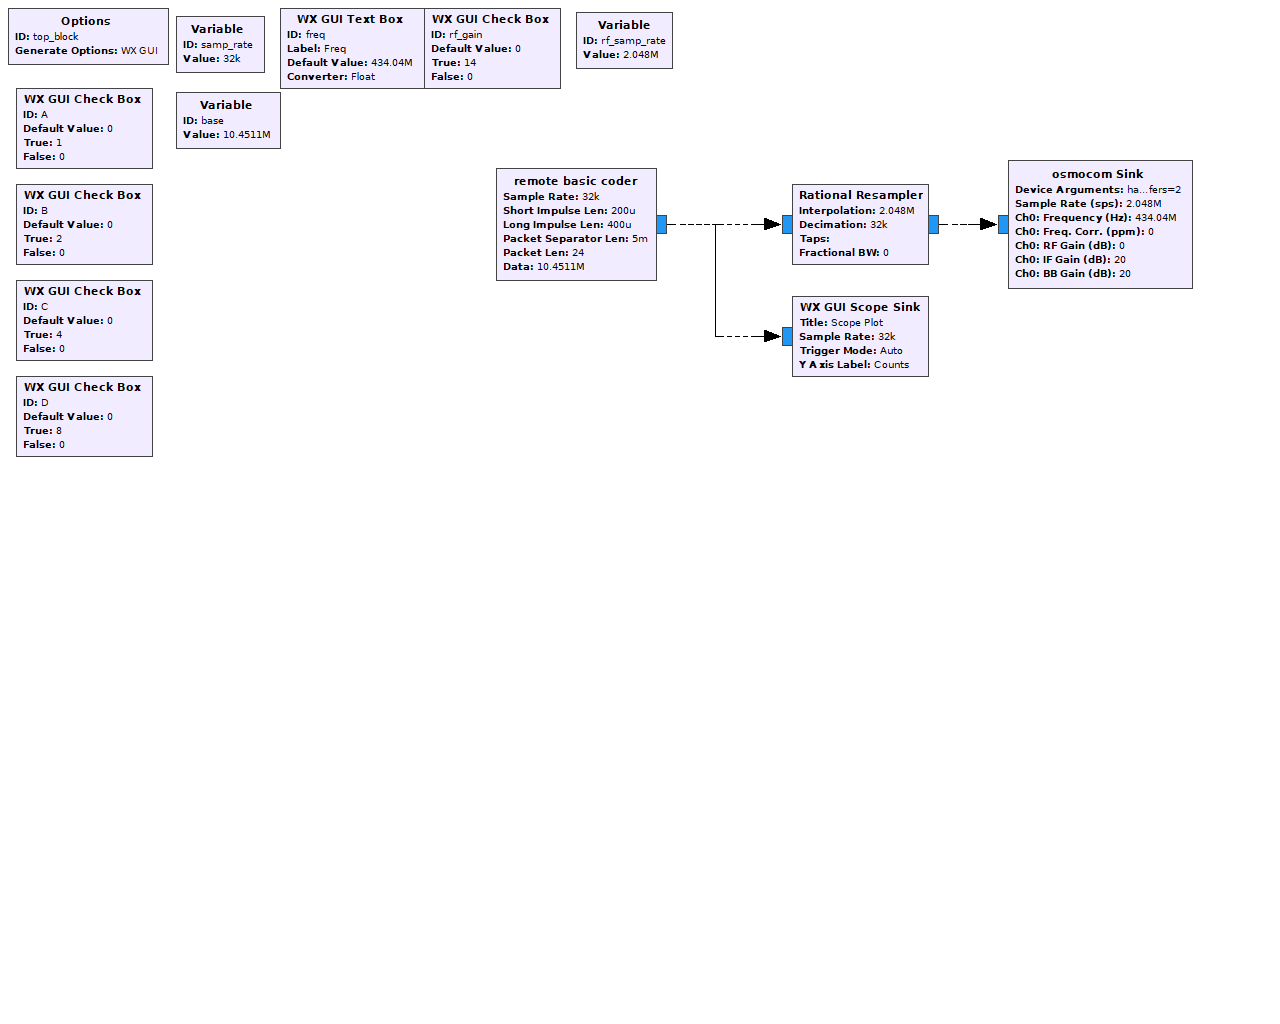 Options
ID: top_block
Generate Options: WX GUI
Variable
ID: samp_rate
Value: 32k
WX GUI Text Box
ID: freq
Label: Freq
Default Value: 434.04M
Converter: Float
WX GUI Check Box
ID: rf_gain
Default Value: 0
True: 14
False: 0
Variable
ID: rf_samp_rate
Value: 2.048M
WX GUI Check Box
ID: A
Default Value: 0
True: 1
False: 0
Variable
ID: base
Value: 10.4511M
WX GUI Check Box
ID: B
Default Value: 0
True: 2
False: 0
WX GUI Check Box
ID: C
Default Value: 0
True: 4
False: 0
WX GUI Check Box
ID: D
Default Value: 0
True: 8
False: 0
remote basic coder
Sample Rate: 32k
Short Impulse Len: 200u
Long Impulse Len: 400u
Packet Separator Len: 5m
Packet Len: 24
Data: 10.4511M
Rational Resampler
Interpolation: 2.048M
Decimation: 32k
Taps:
Fractional BW: 0
WX GUI Scope Sink
Title: Scope Plot
Sample Rate: 32k
Trigger Mode: Auto
Y Axis Label: Counts
osmocom Sink
Device Arguments: ha...fers=2
Sample Rate (sps): 2.048M
Ch0: Frequency (Hz): 434.04M
Ch0: Freq. Corr. (ppm): 0
Ch0: RF Gain (dB): 0
Ch0: IF Gain (dB): 20
Ch0: BB Gain (dB): 20